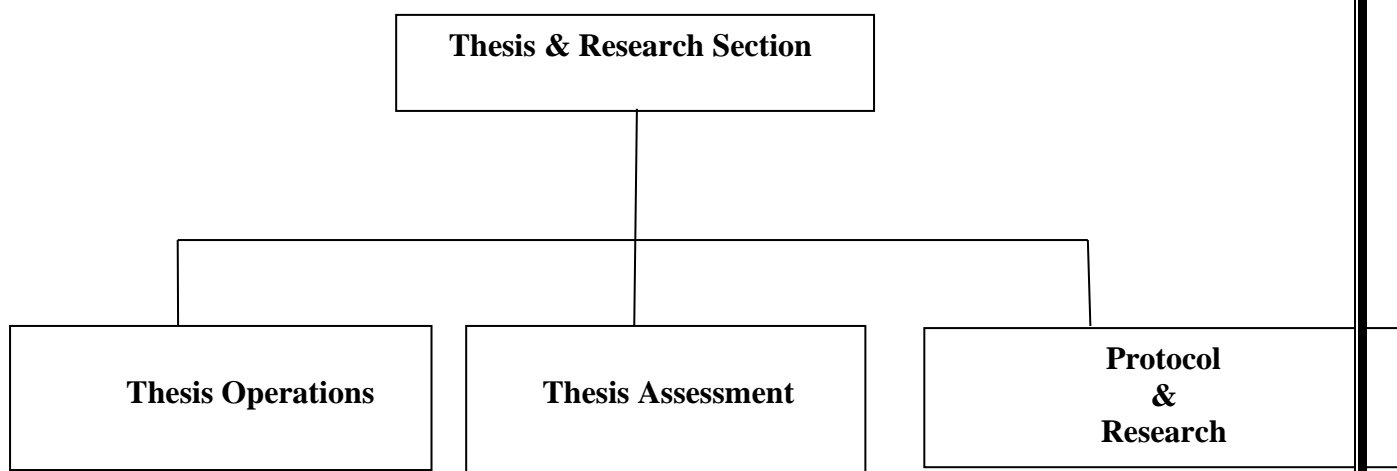 Thesis & Research Section
Thesis Operations
Thesis Assessment
Protocol
&
Research